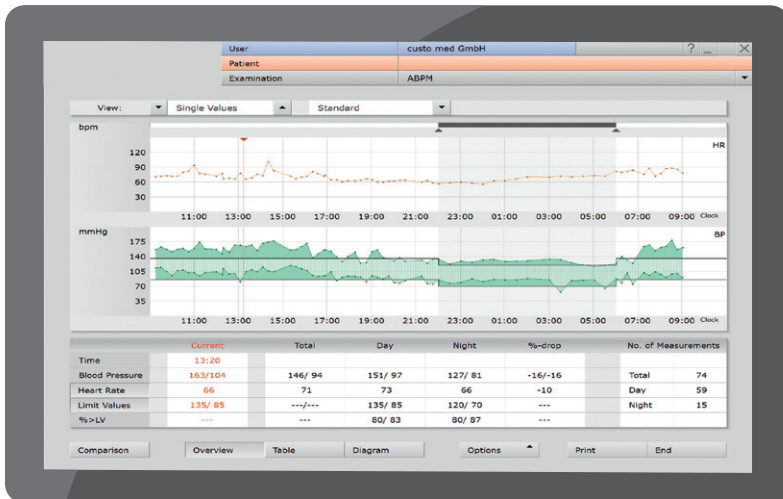 User custo med GmbH ? _ X
Patient
Examination ABPM
View: Single Values Standard
bpm
HR
120
90
60
30
11:00 13:00 15:00 17:00 19:00 21:00 23:00 01:00 03:00 05:00 07:00 09:00 Clock
mmHg
BP
175
140
105
70
35
11:00 13:00 15:00 17:00 19:00 21:00 23:00 01:00 03:00 05:00 07:00 09:00 Clock
Current Total Day Night %-drop No. of Measurements
Time 13:20
Blood Pressure 163/104 146/ 94 151/ 97 127/ 81 -16/-16 Total 74
Heart Rate 66 71 73 66 -10 Day 59
Limit Values 135/ 85 ---/--- 135/ 85 120/ 70 --- Night 15
%>LV --- --- 80/ 83 80/ 87 ---
Comparison Overview Table Diagram Options Print End